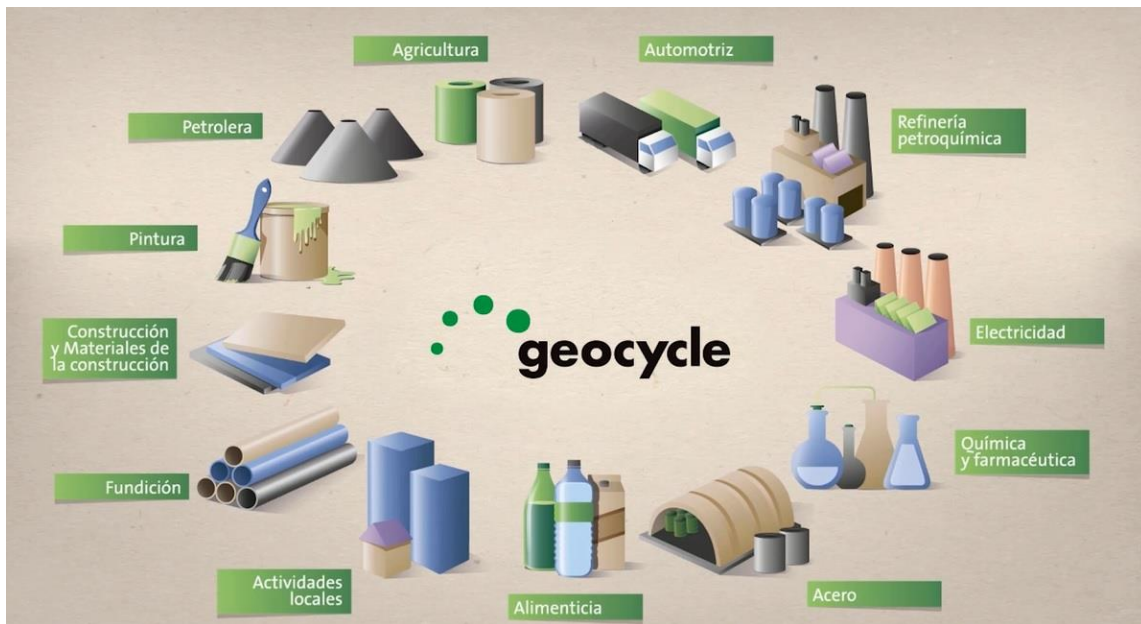 Agricultura
Automotriz
Petrolera
Refinería
petroquímica
Pintura
Electricidad
Construcción
y Materiales de
la construcción
geocycle
Química
y farmacéutica
Fundición
Actividades
locales
Alimenticia
Acero